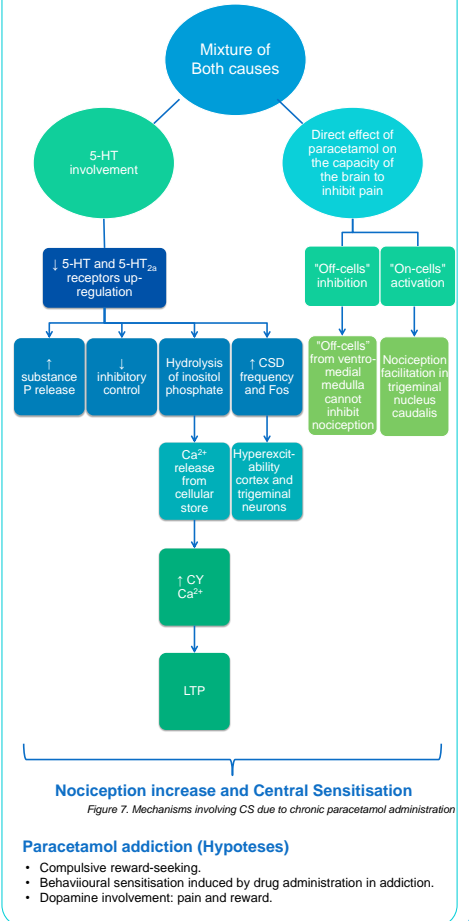 Mixture of
Both causes
5-HT
involvement
Direct effect of
paracetamol on
the capacity of
the brain to
inhibit pain
↓ 5-HT and 5-HT2a
receptors up-
regulation
"Off-cells"
inhibition
"On-cells"
activation
↑
substance
P release
↓
inhibitory
control
Hydrolysis
of inositol
phosphate
↑ CSD
frequency
and Fos
"Off-cells"
from ventro-
medial
medulla
cannot
inhibit
nociception
Nociception
facilitation in
trigeminal
nucleus
caudalis
Ca2+
release
from
cellular
store
Hyperexcit-
ability
cortex and
trigeminal
neurons
↑ CY
Ca2+
LTP
Nociception increase and Central Sensitisation
Figure 7. Mechanisms involving CS due to chronic paracetamol administration
Paracetamol addiction (Hypoteses)
• Compulsive reward-seeking.
• Behaviioural sensitisation induced by drug administration in addiction.
• Dopamine involvement: pain and reward.